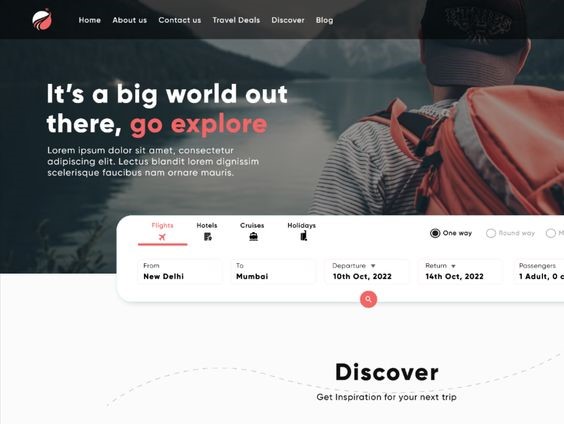 Home About us Contact us Travel Deals Discover Blog
It's a big world out
there, go explore
Lorem ipsum dolor sit amet, consectetur
adipiscing elit. Lectus blandit lorem dignissim
scelerisque faucibus nam ornare mauris.
Flights Hotels Cruises Holidays
One way Round way M
From To Departure Return Passengers
New Delhi Mumbai 10th Oct, 2022 14th Oct, 2022 1 Adult, 0 c
Discover
Get Inspiration for your next trip